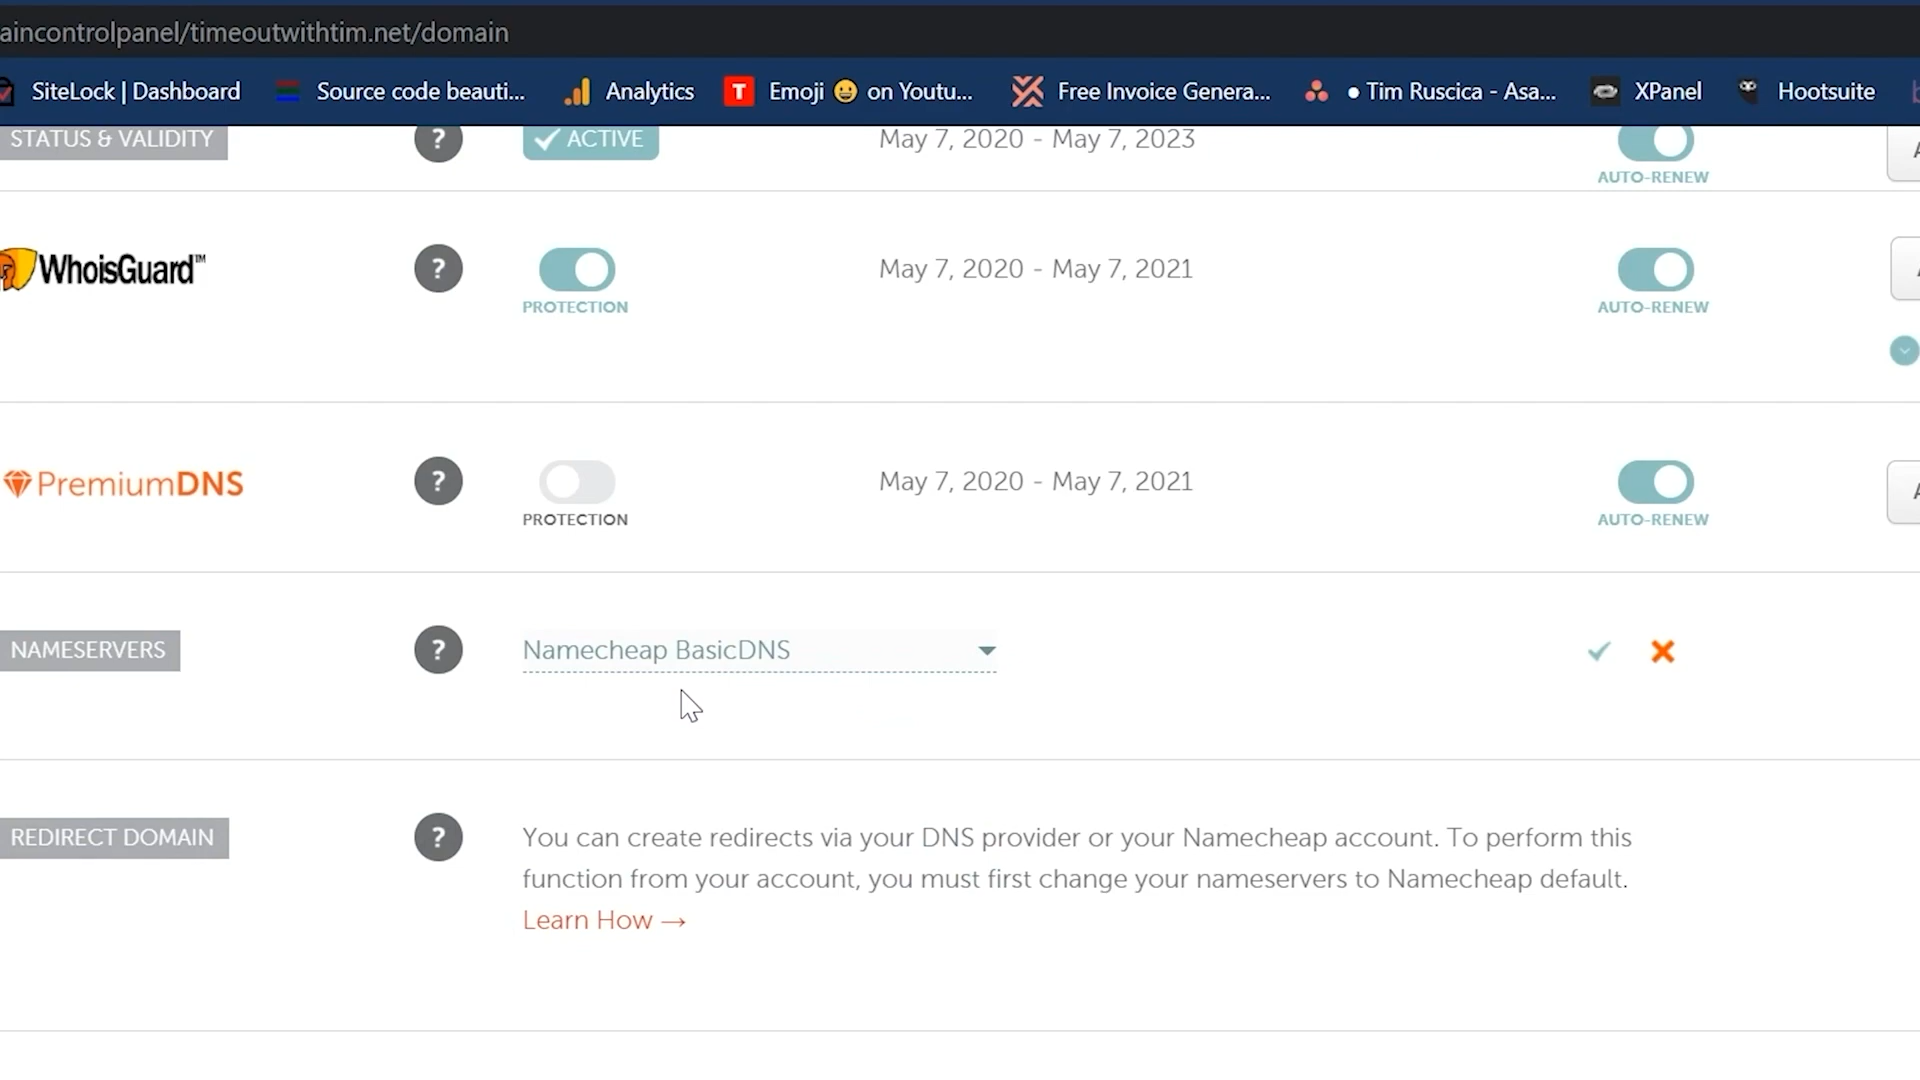 aincontrolpanel/timeoutwithtim.net/domain
SiteLock | Dashboard Source code beauti... Analytics T Emoji 😀 on Youtu... Free Invoice Genera... • Tim Ruscica - Asa... XPanel Hootsuite
STATUS & VALIDITY ? ACTIVE May 7, 2020 - May 7, 2023
AUTO-RENEW
WhoisGuard™ ? May 7, 2020 - May 7, 2021
PROTECTION AUTO-RENEW
PremiumDNS ? May 7, 2020 - May 7, 2021
PROTECTION AUTO-RENEW
NAMESERVERS ? Namecheap BasicDNS
REDIRECT DOMAIN ? You can create redirects via your DNS provider or your Namecheap account. To perform this
function from your account, you must first change your nameservers to Namecheap default.
Learn How →